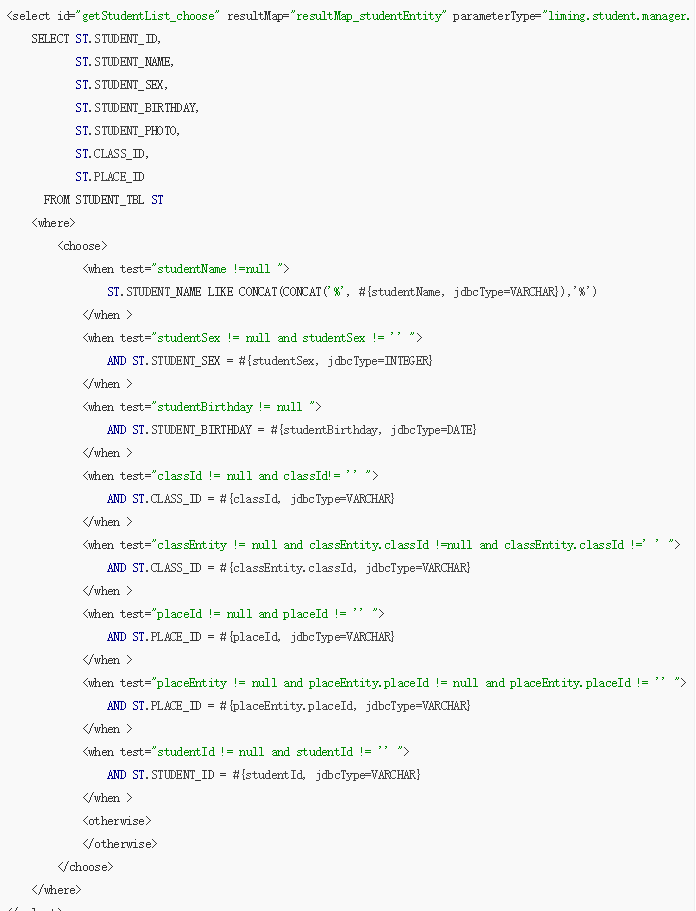 <select id="getStudentList_choose" resultMap="resultMap_studentEntity" parameterType="liming.student.manager.
SELECT ST.STUDENT_ID,
ST.STUDENT_NAME,
ST.STUDENT_SEX,
ST.STUDENT_BIRTHDAY,
ST.STUDENT_PHOTO,
ST.CLASS_ID,
ST.PLACE_ID
FROM STUDENT_TBL ST
<where>
<choose>
<when test="studentName !=null ">
ST.STUDENT_NAME LIKE CONCAT(CONCAT('%', #{studentName, jdbcType=VARCHAR}),'%')
</when >
<when test="studentSex != null and studentSex != '' ">
AND ST.STUDENT_SEX = #{studentSex, jdbcType=INTEGER}
</when >
<when test="studentBirthday != null ">
AND ST.STUDENT_BIRTHDAY = #{studentBirthday, jdbcType=DATE}
</when >
<when test="classId != null and classId!= '' ">
AND ST.CLASS_ID = #{classId, jdbcType=VARCHAR}
</when >
<when test="classEntity != null and classEntity.classId !=null and classEntity.classId !=' ' ">
AND ST.CLASS_ID = #{classEntity.classId, jdbcType=VARCHAR}
</when >
<when test="placeId != null and placeId != '' ">
AND ST.PLACE_ID = #{placeId, jdbcType=VARCHAR}
</when >
<when test="placeEntity != null and placeEntity.placeId != null and placeEntity.placeId != '' ">
AND ST.PLACE_ID = #{placeEntity.placeId, jdbcType=VARCHAR}
</when >
<when test="studentId != null and studentId != '' ">
AND ST.STUDENT_ID = #{studentId, jdbcType=VARCHAR}
</when >
<otherwise>
</otherwise>
</choose>
</where>